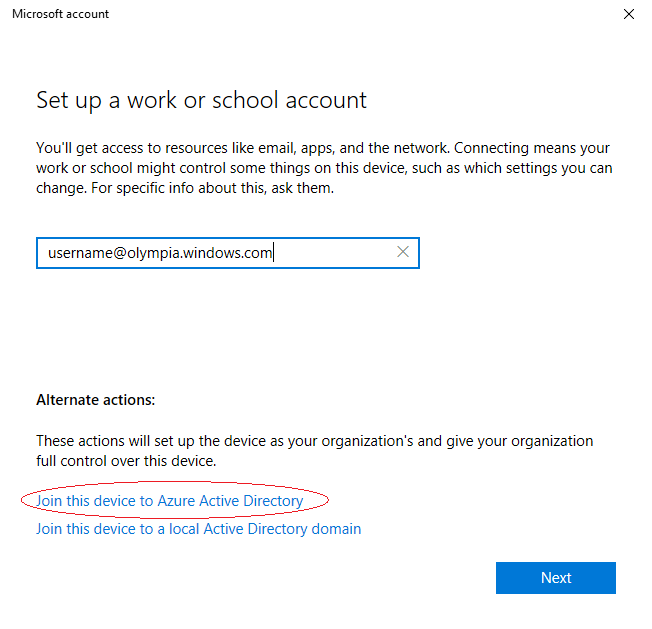 Microsoft account
Set up a work or school account
You'll get access to resources like email, apps, and the network. Connecting means your
work or school might control some things on this device, such as which settings you can
change. For specific info about this, ask them.
username@olympia.windows.com
Alternate actions:
These actions will set up the device as your organization's and give your organization
full control over this device.
Join this device to Azure Active Directory
Join this device to a local Active Directory domain
Next